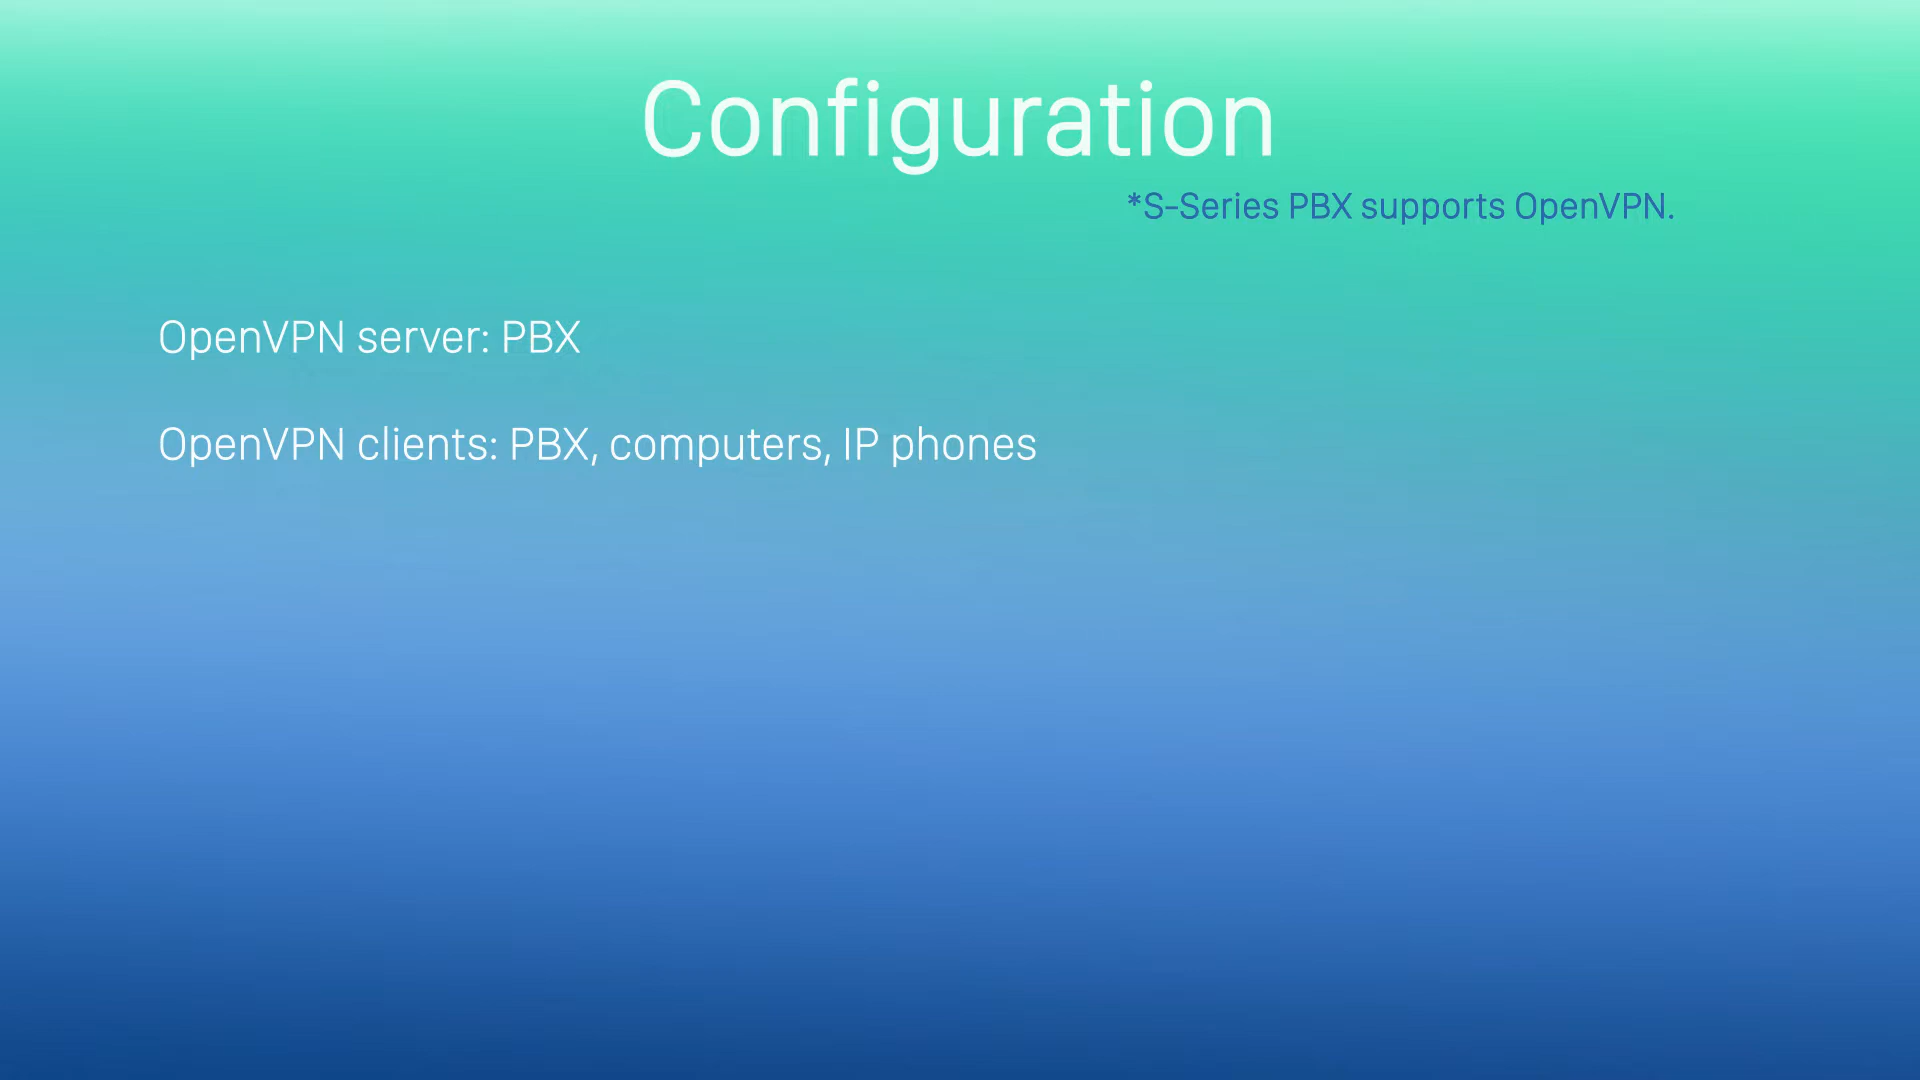 Configuration
*S-Series PBX supports OpenVPN.
OpenVPN server: PBX
OpenVPN clients: PBX, computers, IP phones